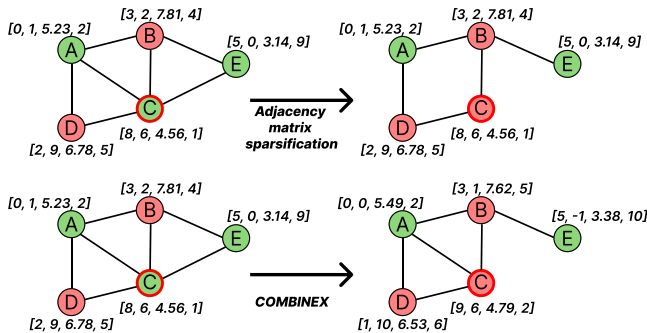 [3, 2, 7.81, 4]
[3, 2, 7.81, 4]
[0, 1, 5.23, 2]
[0, 1, 5.23, 2]
B
B
[5, 0, 3.14, 9]
[5, 0, 3.14, 9]
A
A
E
E
C
Adjacency
matrix
sparsification
C
D
D
[8, 6, 4.56, 1]
[8, 6, 4.56, 1]
[2, 9, 6.78, 5]
[2, 9, 6.78, 5]
[3, 2, 7.81, 4]
[3, 1, 7.62, 5]
[0, 1, 5.23, 2]
[0, 0, 5.49, 2]
B
B
[5, 0, 3.14, 9]
[5, -1, 3.38, 10]
A
A
E
E
C
COMBINEX
C
D
D
[8, 6, 4.56, 1]
[9, 6, 4.79, 2]
[2, 9, 6.78, 5]
[1, 10, 6.53, 6]